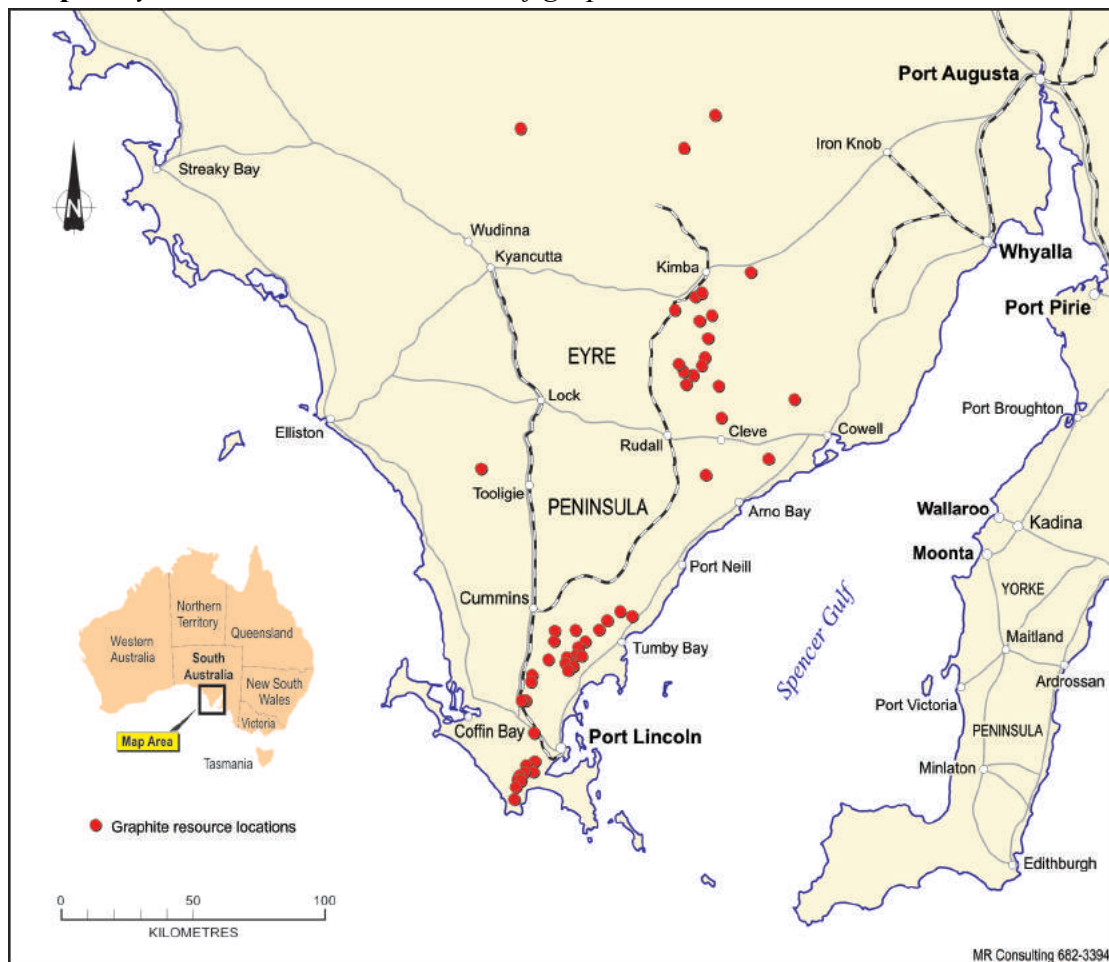 Port Augusta
Iron Knob
Streaky Bay
N
Wudinna
Kyancutta
Kimba
Whyalla
Port Pirie
EYRE
Lock
Port Broughton
Elliston
Rudall
Cleve
Cowell
Tooligie
PENINSULA
Arno Bay
Wallaroo
Kadina
Moonta
Port Neill
Cummins
YORKE
Spencer Gulf
Tumby Bay
Maitland
Ardrossan
Port Victoria
Coffin Bay
Port Lincoln
PENINSULA
Minlaton
Edithburgh
Northern
Territory
Queensland
Western
Australia
South
Australia
New South
Wales
Victoria
Map Area
Tasmania
Graphite resource locations
0 50 100
KILOMETRES
MR Consulting 682-3394